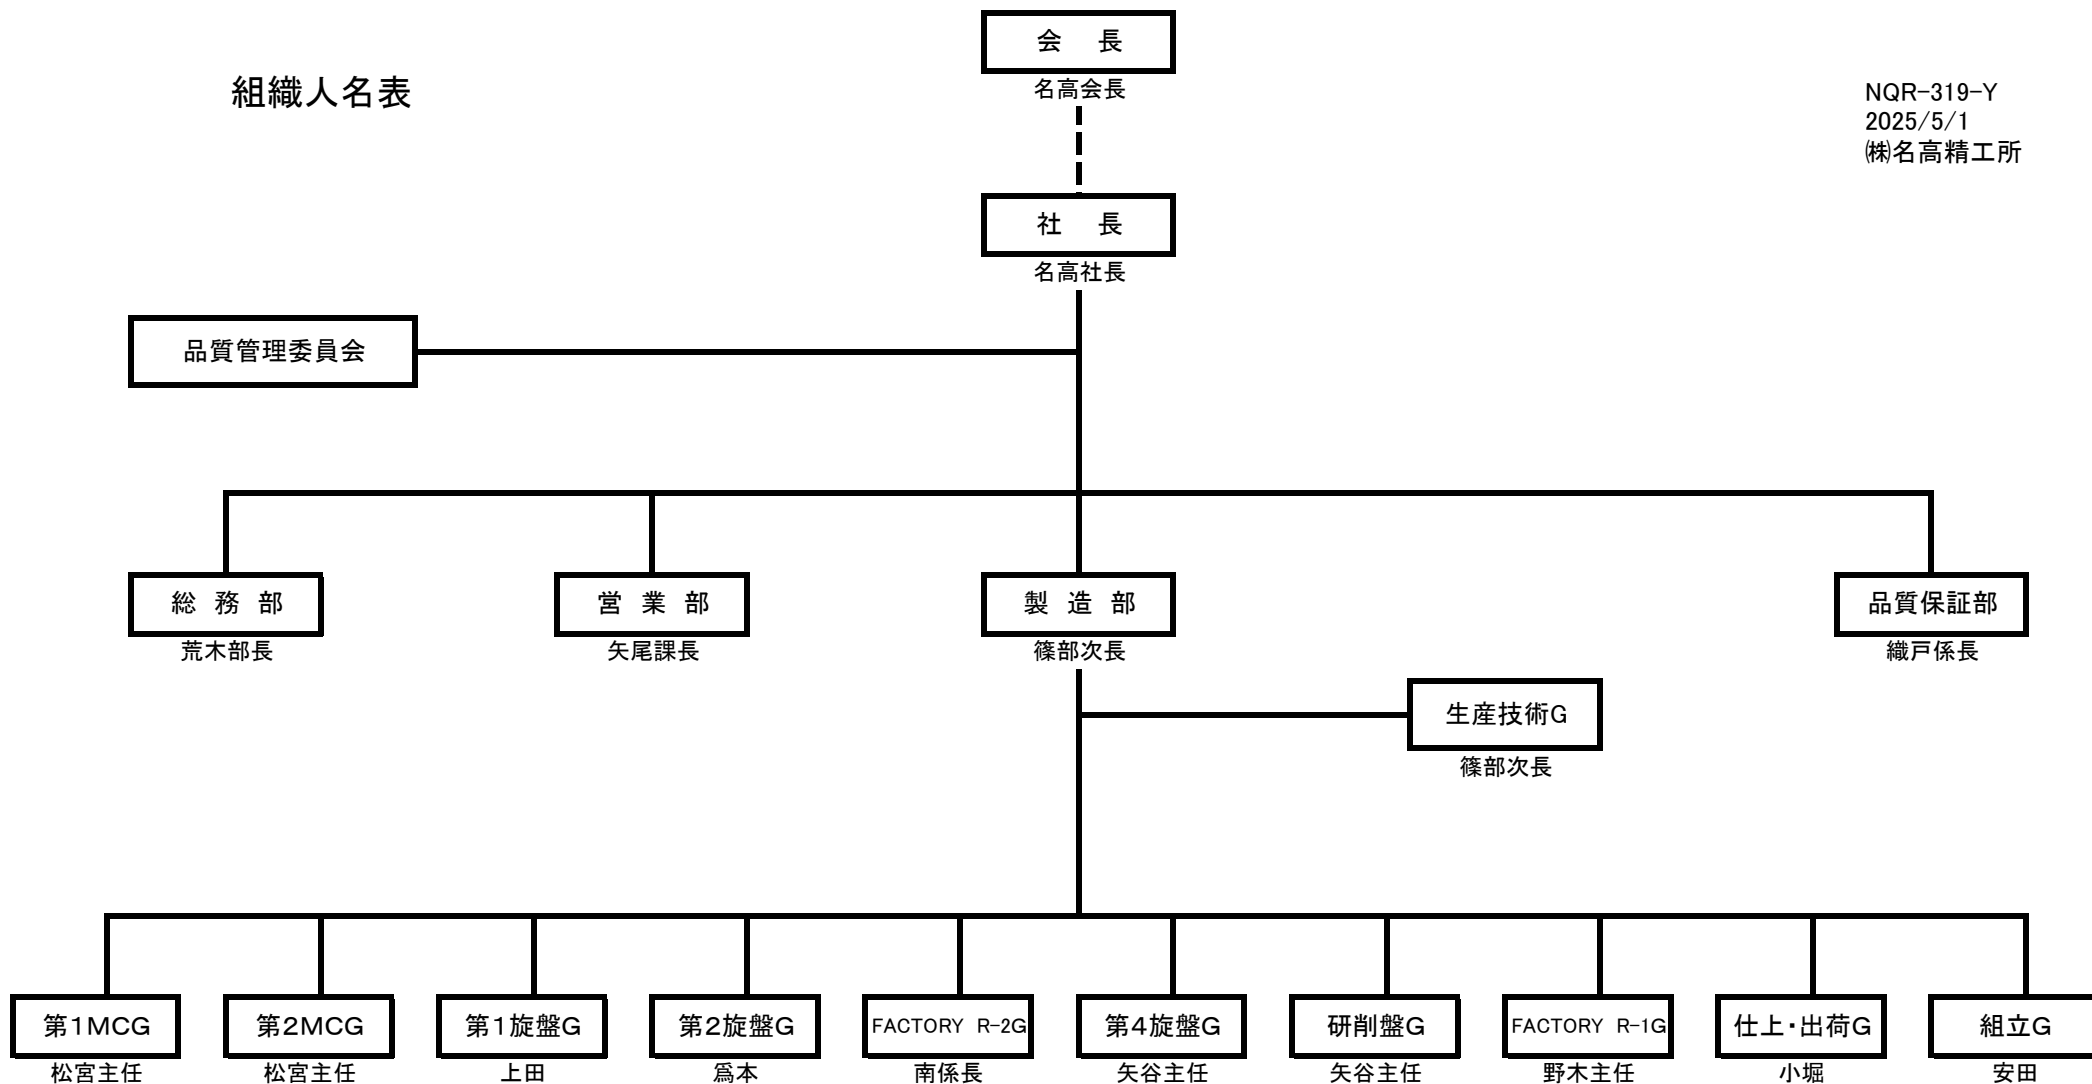 会　長
組織人名表
名高会長
NQR-319-Y
2025/5/1
㈱名高精工所
社　長
名高社長
品質管理委員会
総 務 部
営 業 部
製 造 部
品質保証部
荒木部長
矢尾課長
篠部次長
織戸係長
生産技術G
篠部次長
第1MCG
第2MCG
第1旋盤G
第2旋盤G
FACTORY R-2G
第4旋盤G
研削盤G
FACTORY R-1G
仕上・出荷G
組立G
松宮主任
松宮主任
上田
爲本
南係長
矢谷主任
矢谷主任
野木主任
小堀
安田